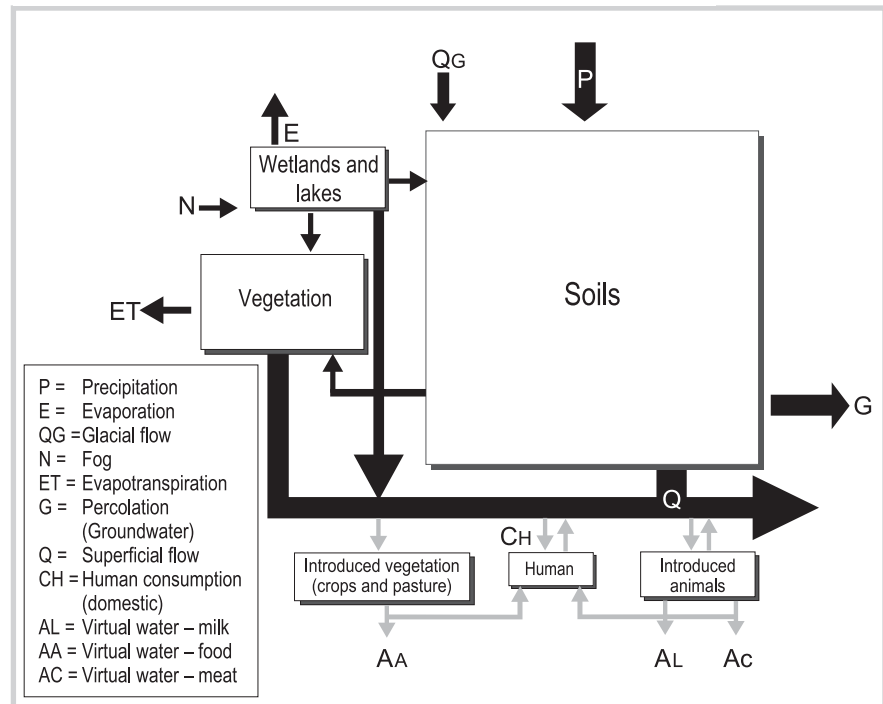 QG
P
E
Wetlands and
lakes
N
Vegetation
Soils
ET
P = Precipitation
E = Evaporation
QG = Glacial flow
N = Fog
ET = Evapotranspiration
G = Percolation
(Groundwater)
Q = Superficial flow
CH = Human consumption
(domestic)
AL = Virtual water – milk
AA = Virtual water – food
AC = Virtual water – meat
G
Q
CH
Introduced vegetation
(crops and pasture)
Human
Introduced
animals
AA
AL
AC